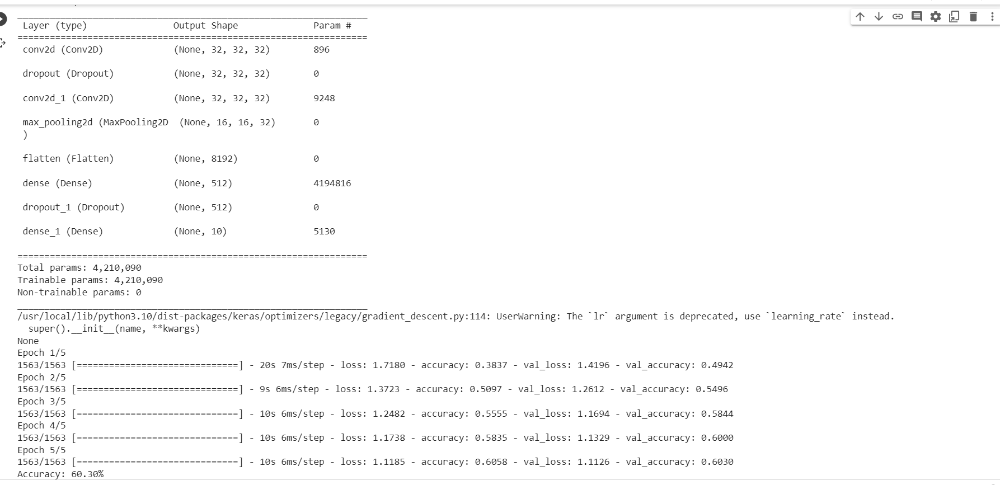 Layer (type)                Output Shape              Param #
=================================================================
conv2d (Conv2D)             (None, 32, 32, 32)        896
dropout (Dropout)           (None, 32, 32, 32)        0
conv2d_1 (Conv2D)           (None, 32, 32, 32)        9248
max_pooling2d (MaxPooling2D  (None, 16, 16, 32)       0
)
flatten (Flatten)           (None, 8192)              0
dense (Dense)               (None, 512)               4194816
dropout_1 (Dropout)         (None, 512)               0
dense_1 (Dense)             (None, 10)                5130
=================================================================
Total params: 4,210,090
Trainable params: 4,210,090
Non-trainable params: 0
_________________________________________________________________
/usr/local/lib/python3.10/dist-packages/keras/optimizers/legacy/gradient_descent.py:114: UserWarning: The `lr` argument is deprecated, use `learning_rate` instead.
super().__init__(name, **kwargs)
None
Epoch 1/5
1563/1563 [==============================] - 20s 7ms/step - loss: 1.7180 - accuracy: 0.3837 - val_loss: 1.4196 - val_accuracy: 0.4942
Epoch 2/5
1563/1563 [==============================] - 9s 6ms/step - loss: 1.3723 - accuracy: 0.5097 - val_loss: 1.2612 - val_accuracy: 0.5496
Epoch 3/5
1563/1563 [==============================] - 10s 6ms/step - loss: 1.2482 - accuracy: 0.5555 - val_loss: 1.1694 - val_accuracy: 0.5844
Epoch 4/5
1563/1563 [==============================] - 10s 6ms/step - loss: 1.1738 - accuracy: 0.5835 - val_loss: 1.1329 - val_accuracy: 0.6000
Epoch 5/5
1563/1563 [==============================] - 10s 6ms/step - loss: 1.1185 - accuracy: 0.6058 - val_loss: 1.1126 - val_accuracy: 0.6030
Accuracy: 60.30%